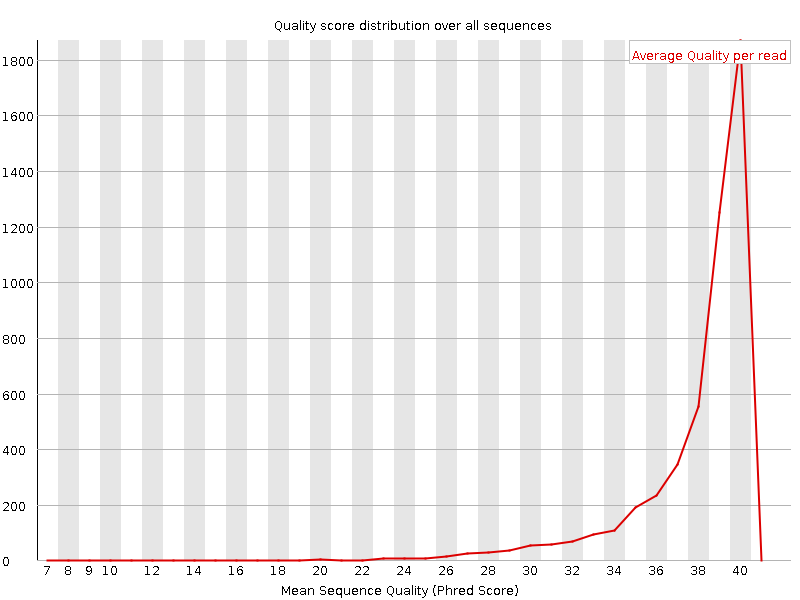 Quality score distribution over all sequences
Average Quality per read
1800
1600
1400
1200
1000
800
600
400
200
0
7 8 9 10 12 14 16 18 20 22 24 26 28 30 32 34 36 38 40
Mean Sequence Quality (Phred Score)